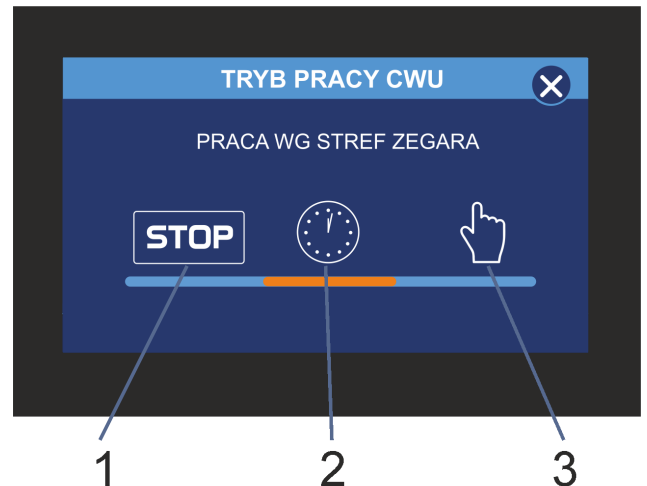 TRYB PRACY CWU
PRACA WG STREF ZEGARA
STOP
1 2 3